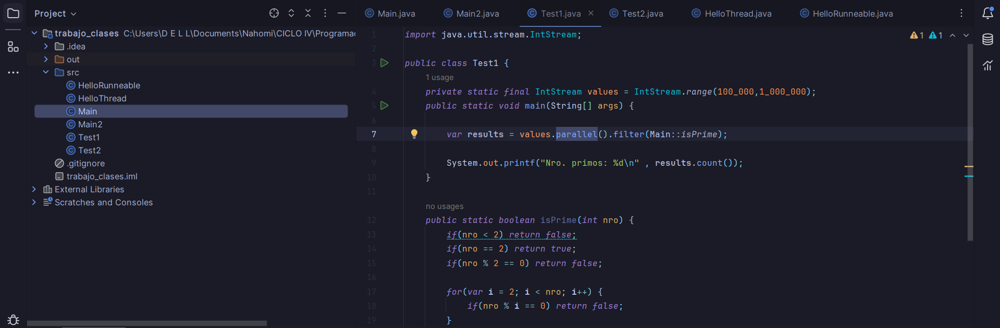 Project
trabajo_clases C:\Users\D E L L\Documents\Nahomi\CICLO IV\Programac
.idea
out
src
HelloRunneable
HelloThread
Main
Main2
Test1
Test2
.gitignore
trabajo_clases.iml
External Libraries
Scratches and Consoles
Main.java
Main2.java
Test1.java
Test2.java
HelloThread.java
HelloRunneable.java
1 1
1 import java.util.stream.IntStream;
2
3 public class Test1 {
1 usage
4 private static final IntStream values = IntStream.range(100_000,1_000_000);
5 public static void main(String[] args) {
6
7 var results = values.parallel().filter(Main::isPrime);
8
9 System.out.printf("Nro. primos: %d\n" , results.count());
10 }
11
no usages
12 public static boolean isPrime(int nro) {
13 if(nro < 2) return false;
14 if(nro == 2) return true;
15 if(nro % 2 == 0) return false;
16
17 for(var i = 2; i < nro; i++) {
18 if(nro % i == 0) return false;
19 }